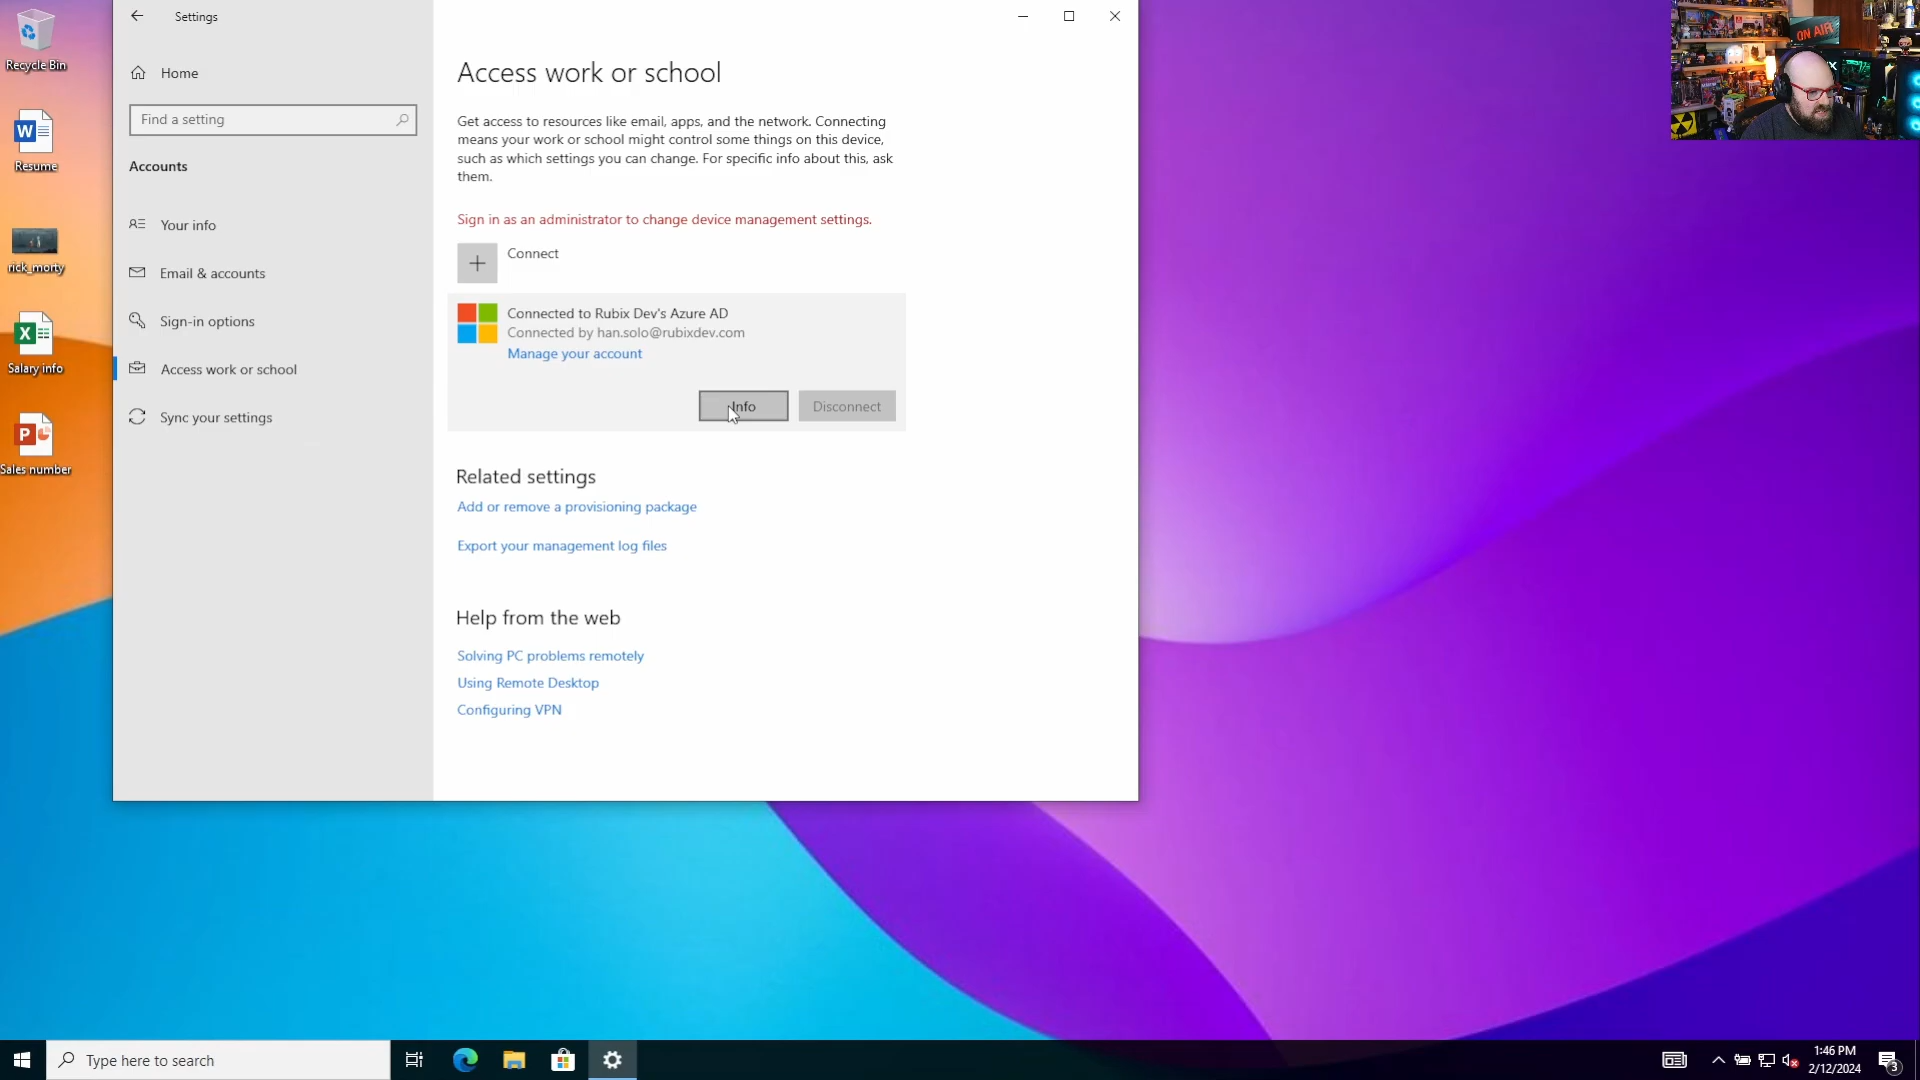 Recycle Bin
Resume
rick_morty
Salary info
Sales number
Settings
Home
Find a setting
Accounts
Your info
Email & accounts
Sign-in options
Access work or school
Sync your settings
Access work or school
Get access to resources like email, apps, and the network. Connecting
means your work or school might control some things on this device,
such as which settings you can change. For specific info about this, ask
them.
Sign in as an administrator to change device management settings.
Connect
Connected to Rubix Dev's Azure AD
Connected by han.solo@rubixdev.com
Manage your account
Info
Disconnect
Related settings
Add or remove a provisioning package
Export your management log files
Help from the web
Solving PC problems remotely
Using Remote Desktop
Configuring VPN
ON AIR
Type here to search
1:46 PM
2/12/2024
3